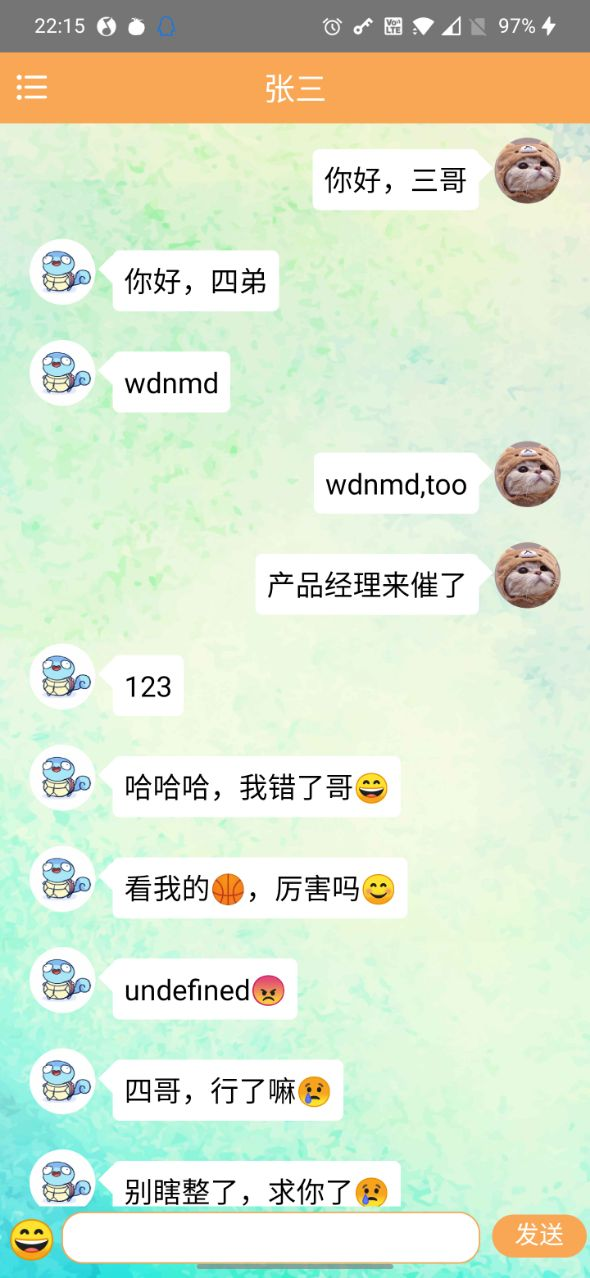 22:15 97%
张三
你好，三哥
你好，四弟
wdnmd
wdnmd,too
产品经理来催了
123
哈哈哈，我错了哥😄
看我的🏀，厉害吗😊
undefined😡
四哥，行了嘛😢
别瞎整了，求你了😢
发送